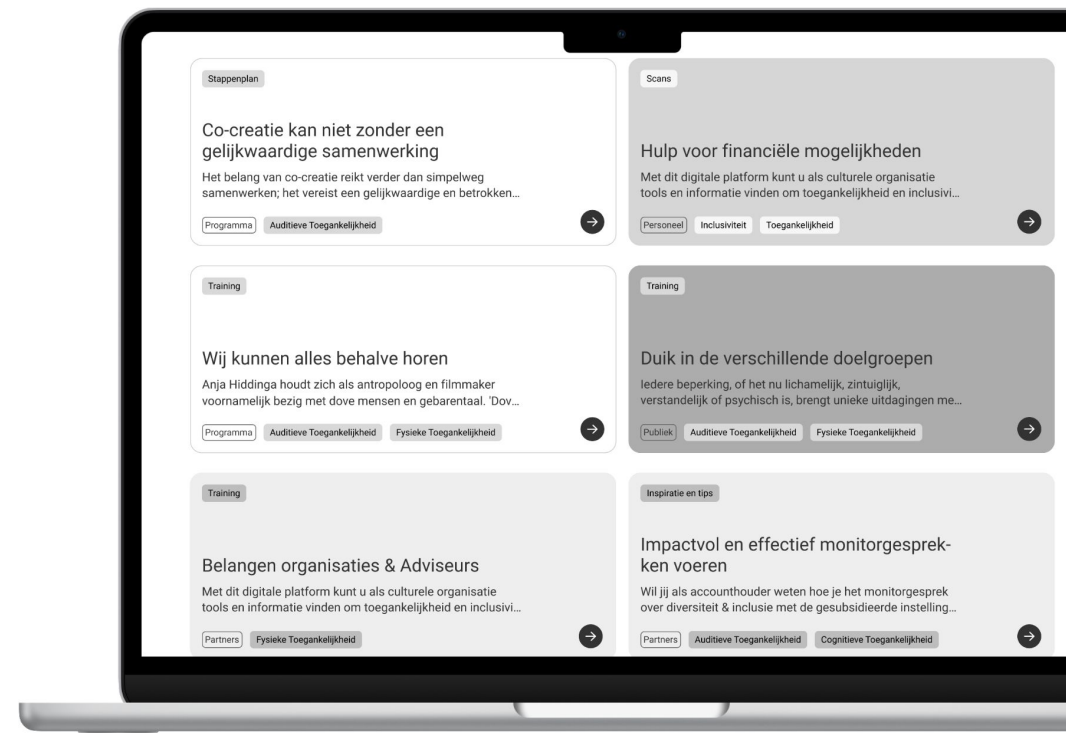 Stappenplan
Co-creatie kan niet zonder een
gelijkwaardige samenwerking
Het belang van co-creatie reikt verder dan simpelweg
samenwerken; het vereist een gelijkwaardige en betrokken...
Programma Auditieve Toegankelijkheid
Scans
Hulp voor financiële mogelijkheden
Met dit digitale platform kunt u als culturele organisatie
tools en informatie vinden om toegankelijkheid en inclusivi...
Personeel Inclusiviteit Toegankelijkheid
Training
Wij kunnen alles behalve horen
Anja Hiddinga houdt zich als antropoloog en filmmaker
voornamelijk bezig met dove mensen en gebarentaal. 'Dov...
Programma Auditieve Toegankelijkheid Fysieke Toegankelijkheid
Training
Duik in de verschillende doelgroepen
Iedere beperking, of het nu lichamelijk, zintuiglijk,
verstandelijk of psychisch is, brengt unieke uitdagingen me...
Publiek Auditieve Toegankelijkheid Fysieke Toegankelijkheid
Training
Belangen organisaties & Adviseurs
Met dit digitale platform kunt u als culturele organisatie
tools en informatie vinden om toegankelijkheid en inclusivi...
Partners Fysieke Toegankelijkheid
Inspiratie en tips
Impactvol en effectief monitorgesprek-
ken voeren
Wil jij als accounthouder weten hoe je het monitorgesprek
over diversiteit & inclusie met de gesubsidieerde instelling...
Partners Auditieve Toegankelijkheid Cognitieve Toegankelijkheid